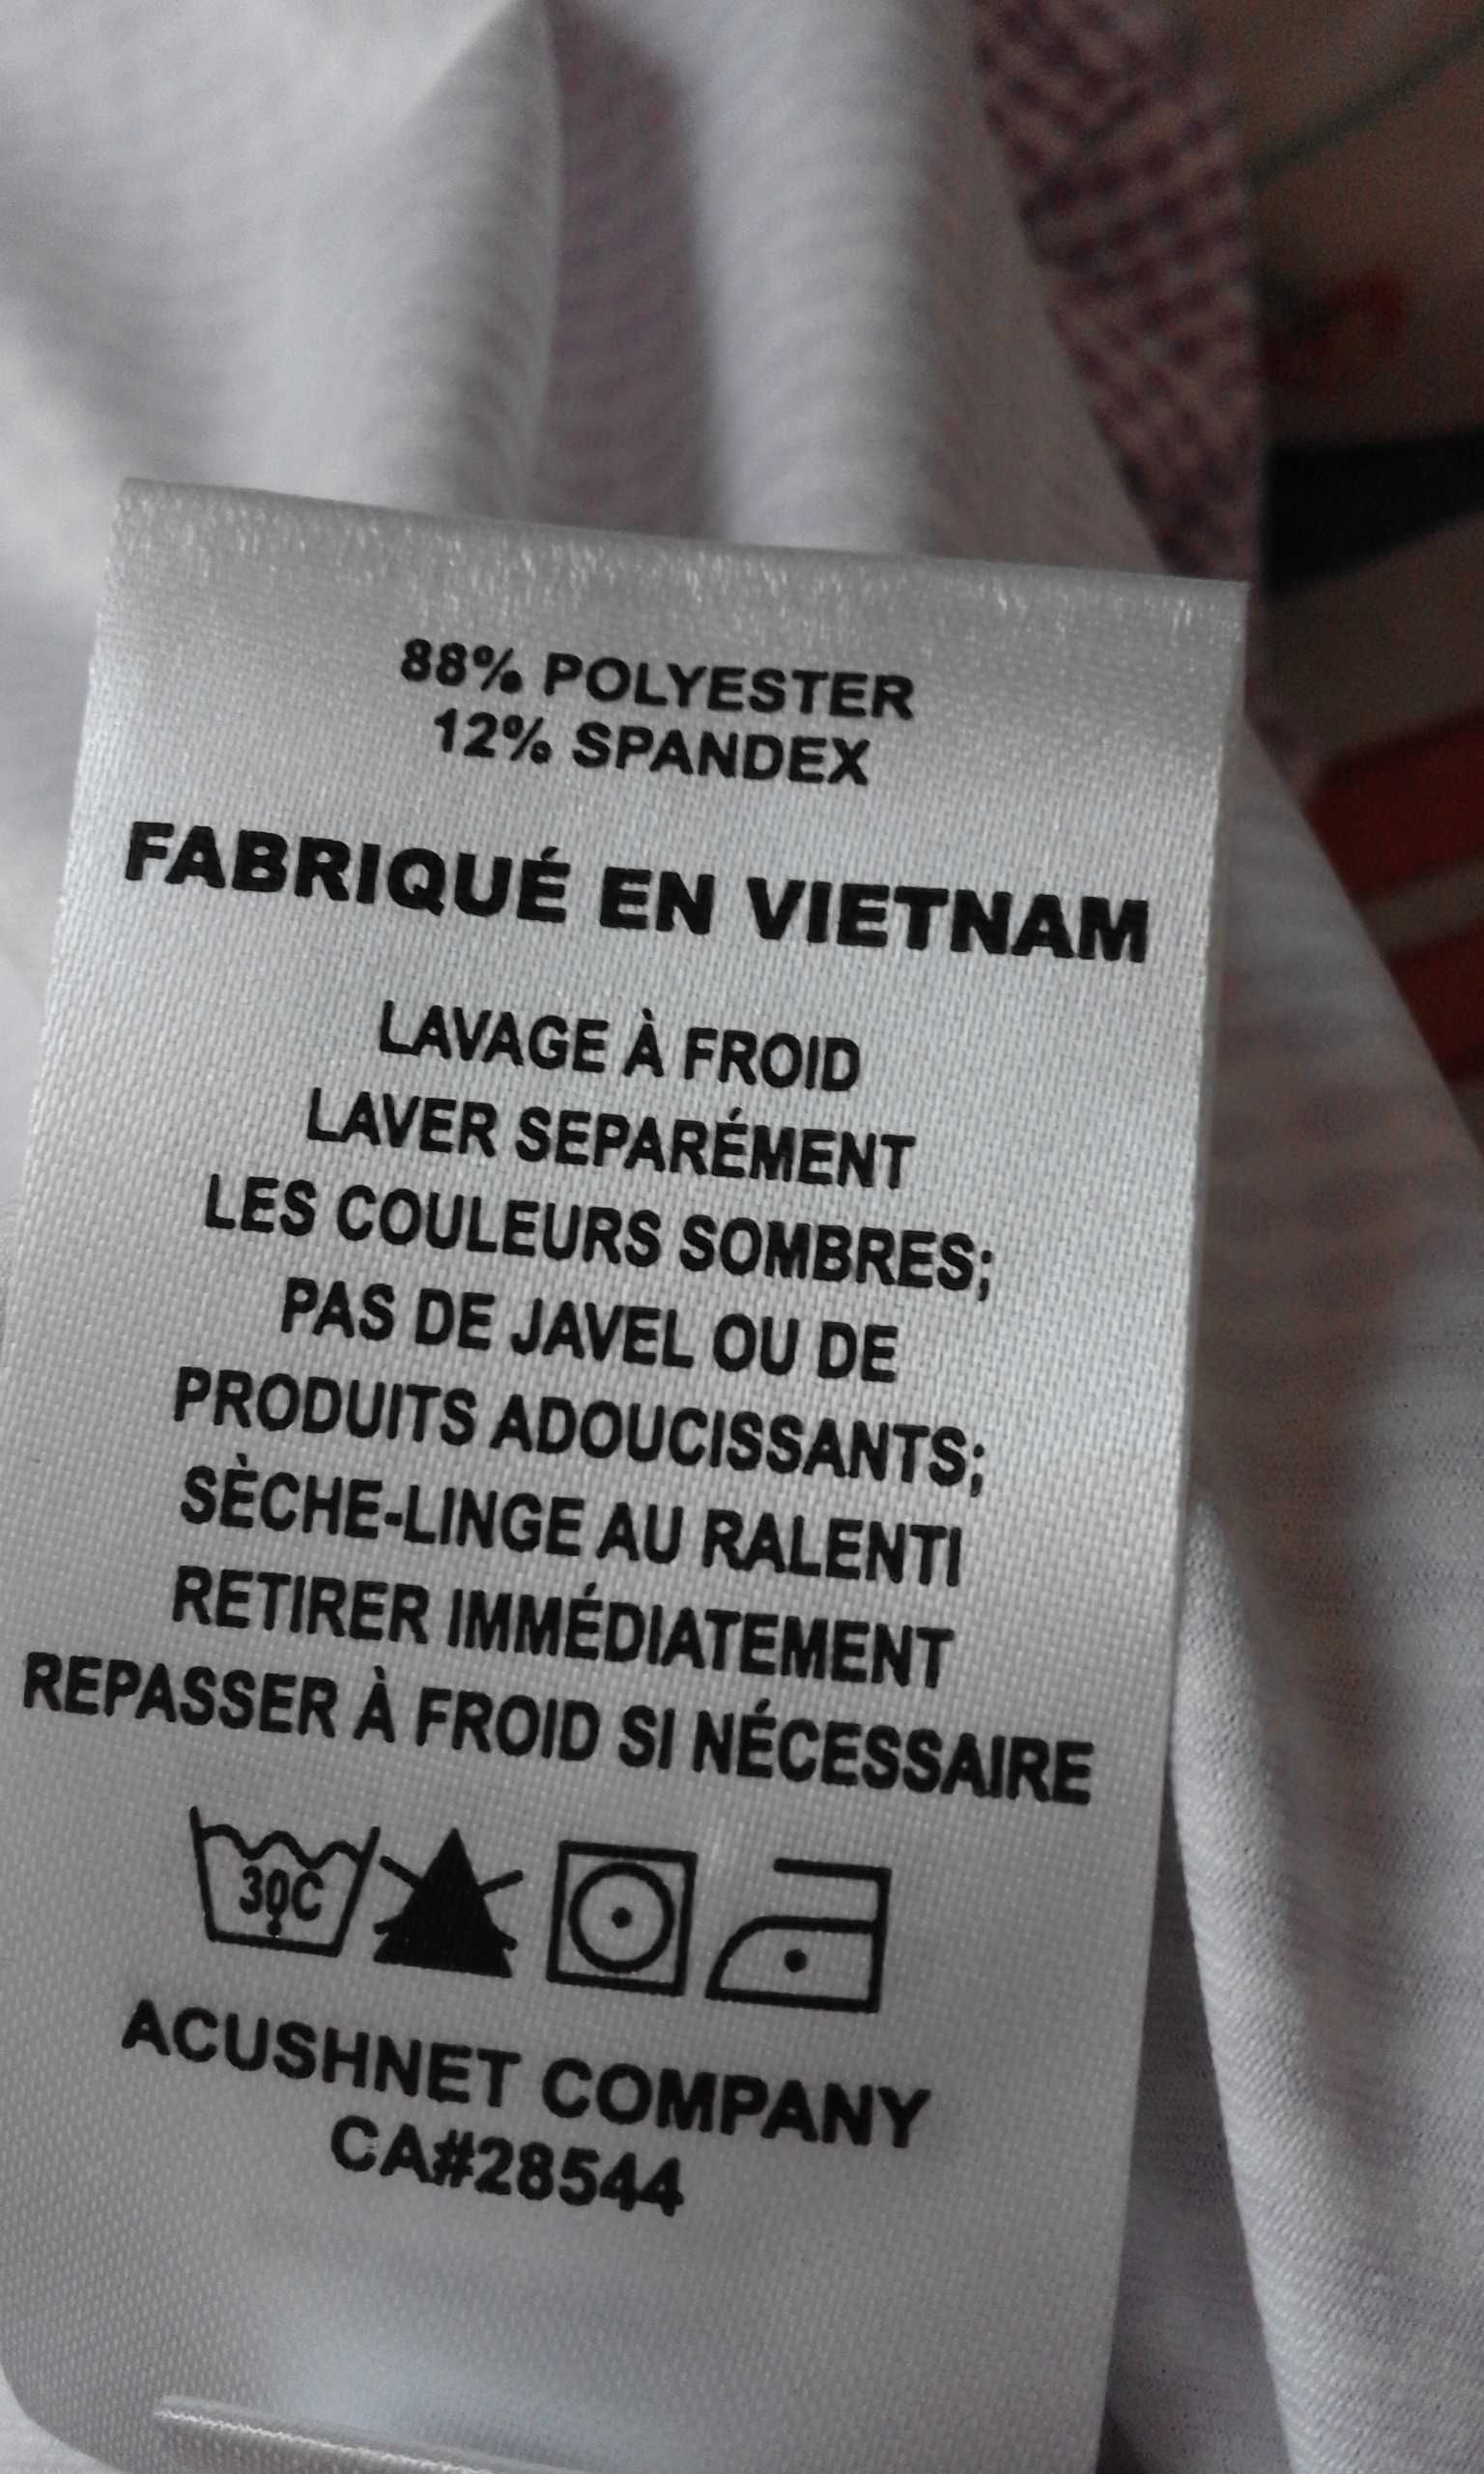 88% POLYESTER
12% SPANDEX
FABRIQUÉ EN VIETNAM
LAVAGE À FROID
LAVER SEPARÉMENT
LES COULEURS SOMBRES;
PAS DE JAVEL OU DE
PRODUITS ADOUCISSANTS;
SÈCHE-LINGE AU RALENTI
RETIRER IMMÉDIATEMENT
REPASSER À FROID SI NÉCESSAIRE
30C
ACUSHNET COMPANY
CA#28544